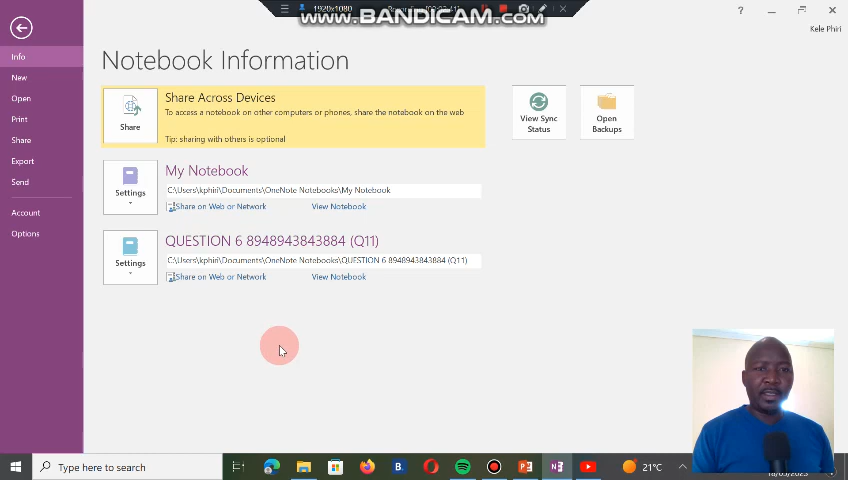 1920x1080
www.BANDICAM.com
Kele Phiri
Info
New
Open
Print
Share
Export
Send
Account
Options
Notebook Information
Share
Share Across Devices
To access a notebook on other computers or phones, share the notebook on the web
Tip: sharing with others is optional
View Sync
Status
Open
Backups
Settings
My Notebook
C:\Users\kphiri\Documents\OneNote Notebooks\My Notebook
Share on Web or Network View Notebook
Settings
QUESTION 6 8948943843884 (Q11)
C:\Users\kphiri\Documents\OneNote Notebooks\QUESTION 6 8948943843884 (Q11)
Share on Web or Network View Notebook
Type here to search
21°C